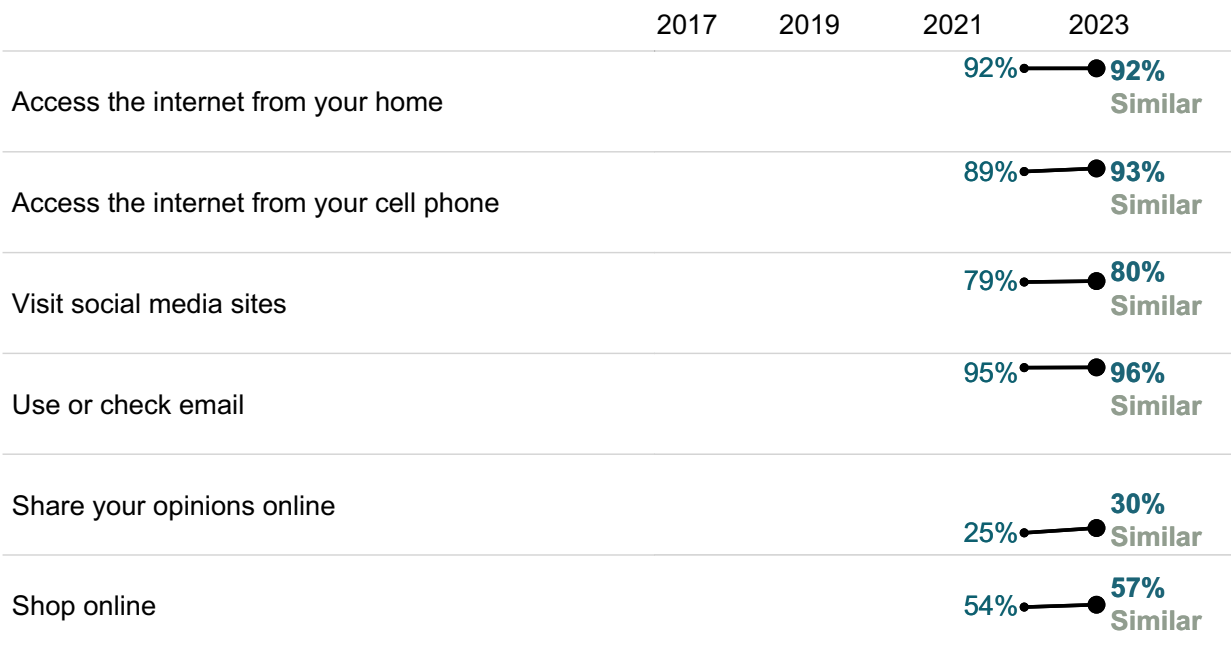 2017 2019 2021 2023
92% 92%
Access the internet from your home Similar
89% 93%
Access the internet from your cell phone Similar
79% 80%
Visit social media sites Similar
95% 96%
Use or check email Similar
Share your opinions online 30%
25% Similar
Shop online 54% 57%
Similar